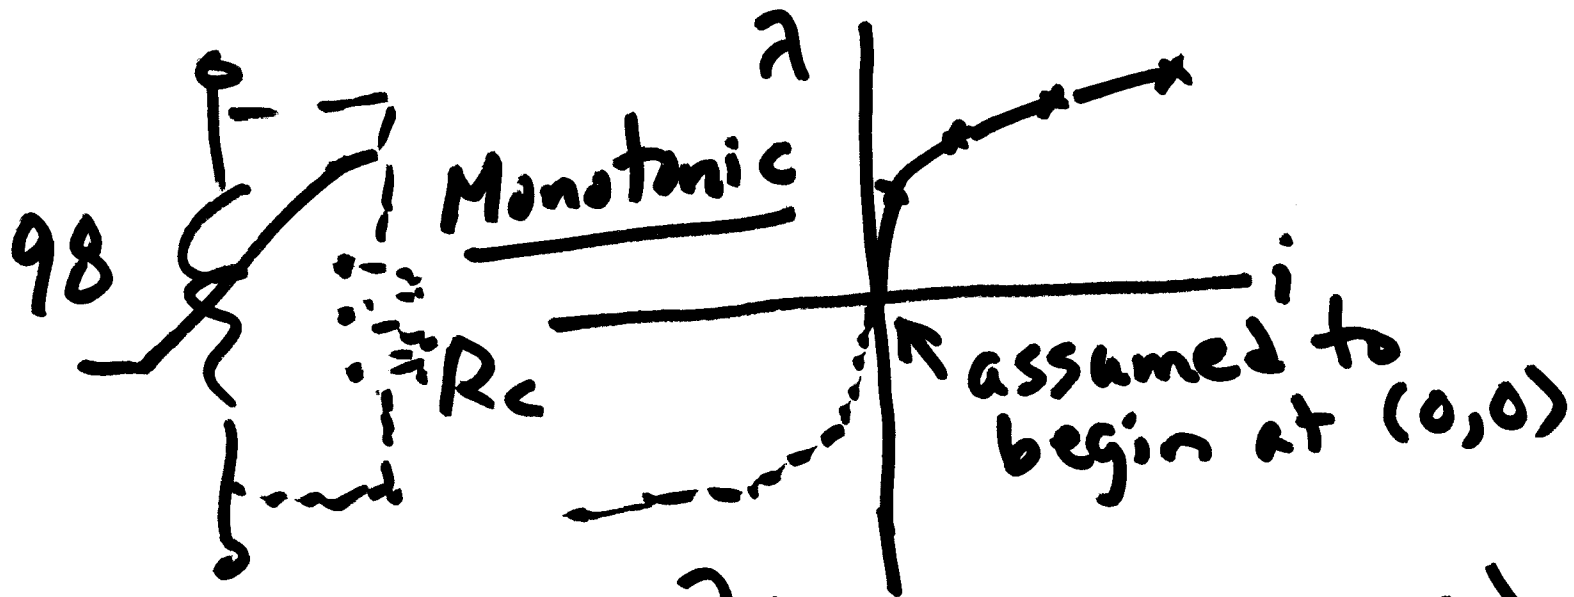 λ
Monotonic
98
i
Rc
assumed to
begin at (0,0)
λ